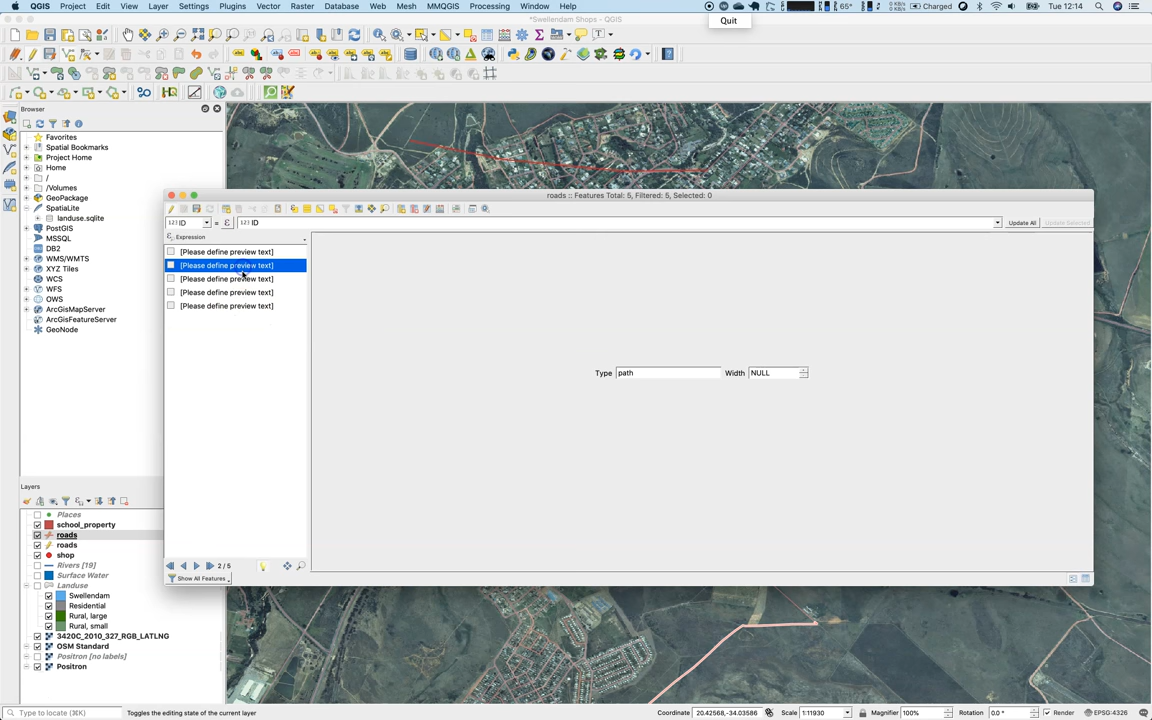 QGIS Project Edit View Layer Settings Plugins Vector Raster Database Web Mesh MMQGIS Processing Window Help
65° Charged Tue 12:14
Quit
*Swellendam Shops - QGIS
Browser
Favorites
Spatial Bookmarks
Project Home
Home
/
/Volumes
GeoPackage
SpatiaLite
landuse.sqlite
PostGIS
MSSQL
DB2
WMS/WMTS
XYZ Tiles
WCS
WFS
OWS
ArcGisMapServer
ArcGisFeatureServer
GeoNode
roads :: Features Total: 5, Filtered: 5, Selected: 0
123 ID = ε 123 ID Update All Update Selected
Expression
[Please define preview text]
[Please define preview text]
[Please define preview text]
[Please define preview text]
[Please define preview text]
Type path Width NULL
2 / 5
Show All Features
Layers
Places
school_property
roads
roads
shop
Rivers [19]
Surface Water
Landuse
Swellendam
Residential
Rural, large
Rural, small
3420C_2010_327_RGB_LATLNG
OSM Standard
Positron [no labels]
Positron
Type to locate (⌘K) Toggles the editing state of the current layer Coordinate 20.42568,-34.03586 Scale 1:11930 Magnifier 100% Rotation 0.0 ° Render EPSG:4326